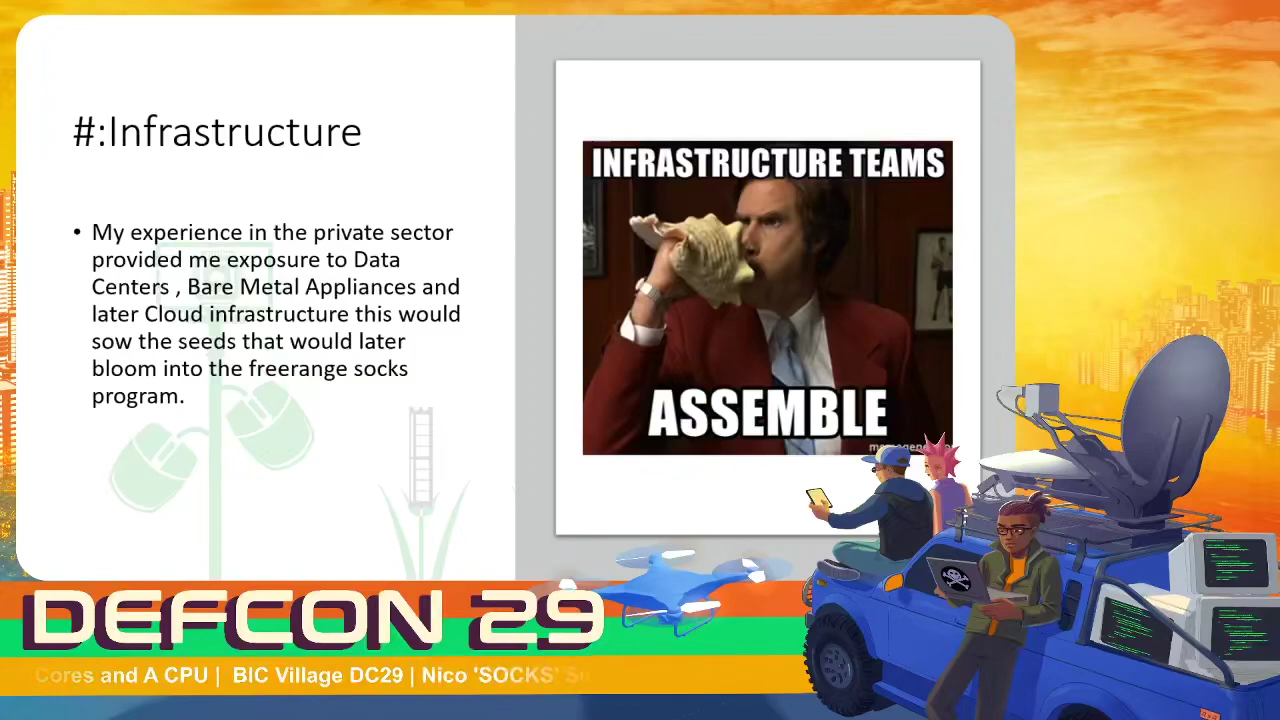 #:Infrastructure
• My experience in the private sector
provided me exposure to Data
Centers , Bare Metal Appliances and
later Cloud infrastructure this would
sow the seeds that would later
bloom into the freerange socks
program.
INFRASTRUCTURE TEAMS
ASSEMBLE
DEFCON 29
Cores and A CPU | BIC Village DC29 | Nico 'SOCKS'